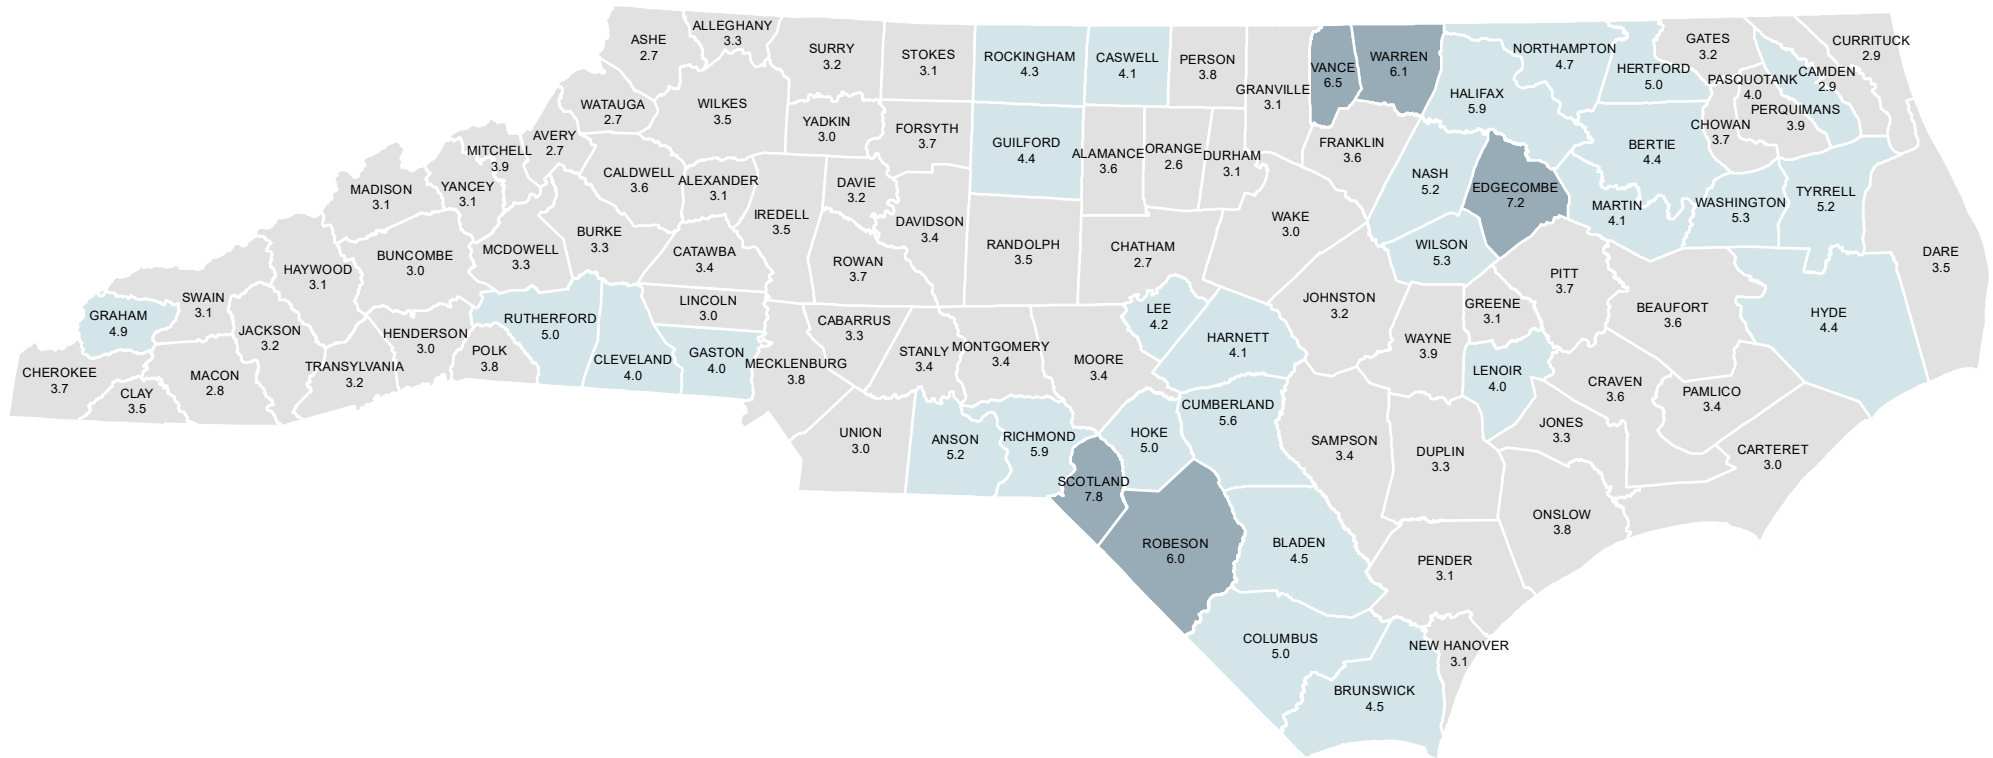 ALLEGHANY
3.3
ASHE
2.7
SURRY
3.2
STOKES
3.1
ROCKINGHAM
4.3
CASWELL
4.1
PERSON
3.8
GRANVILLE
3.1
VANCE
6.5
WARREN
6.1
NORTHAMPTON
4.7
HALIFAX
5.9
HERTFORD
5.0
GATES
3.2
CURRITUCK
2.9
CAMDEN
2.9
PASQUOTANK
4.0
PERQUIMANS
3.9
CHOWAN
3.7
WATAUGA
2.7
WILKES
3.5
YADKIN
3.0
FORSYTH
3.7
GUILFORD
4.4
ALAMANCE
3.6
ORANGE
2.6
DURHAM
3.1
FRANKLIN
3.6
NASH
5.2
EDGECOMBE
7.2
BERTIE
4.4
MARTIN
4.1
WASHINGTON
5.3
TYRRELL
5.2
DARE
3.5
AVERY
2.7
MITCHELL
3.9
YANCEY
3.1
MADISON
3.1
CALDWELL
3.6
ALEXANDER
3.1
IREDELL
3.5
DAVIE
3.2
DAVIDSON
3.4
RANDOLPH
3.5
CHATHAM
2.7
WAKE
3.0
WILSON
5.3
PITT
3.7
BEAUFORT
3.6
HYDE
4.4
BURKE
3.3
MCDOWELL
3.3
BUNCOMBE
3.0
HAYWOOD
3.1
CATAWBA
3.4
ROWAN
3.7
LINCOLN
3.0
SWAIN
3.1
GRAHAM
4.9
JACKSON
3.2
HENDERSON
3.0
RUTHERFORD
5.0
POLK
3.8
TRANSYLVANIA
3.2
CHEROKEE
3.7
CLAY
3.5
MACON
2.8
CLEVELAND
4.0
GASTON
4.0
MECKLENBURG
3.8
CABARRUS
3.3
STANLY
3.4
MONTGOMERY
3.4
MOORE
3.4
LEE
4.2
HARNETT
4.1
JOHNSTON
3.2
WAYNE
3.9
GREENE
3.1
LENOIR
4.0
CRAVEN
3.6
PAMLICO
3.4
JONES
3.3
CARTERET
3.0
UNION
3.0
ANSON
5.2
RICHMOND
5.9
SCOTLAND
7.8
HOKE
5.0
CUMBERLAND
5.6
SAMPSON
3.4
DUPLIN
3.3
ONSLOW
3.8
ROBESON
6.0
BLADEN
4.5
PENDER
3.1
COLUMBUS
5.0
NEW HANOVER
3.1
BRUNSWICK
4.5